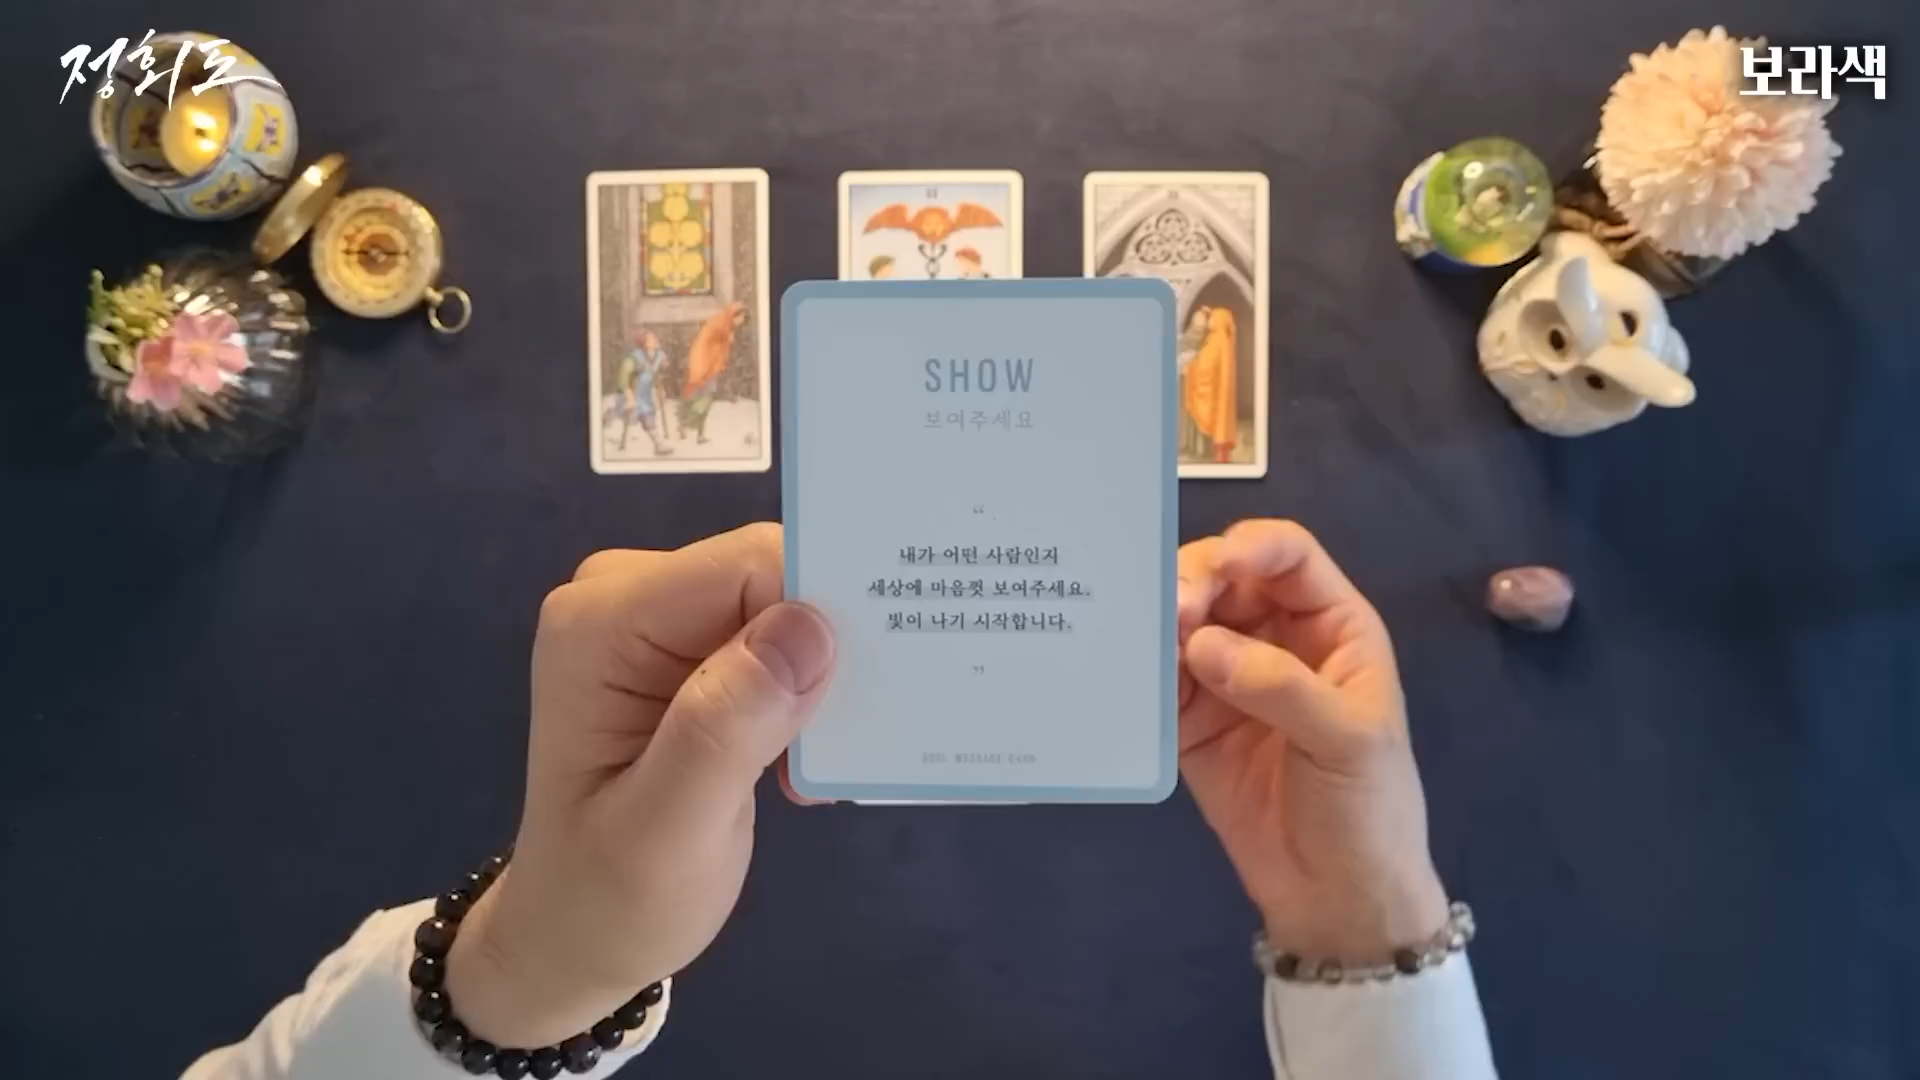 정회도
보라색
SHOW
보여주세요
“
내가 어떤 사람인지
세상에 마음껏 보여주세요.
빛이 나기 시작합니다.
”
SOUL MESSAGE CARD